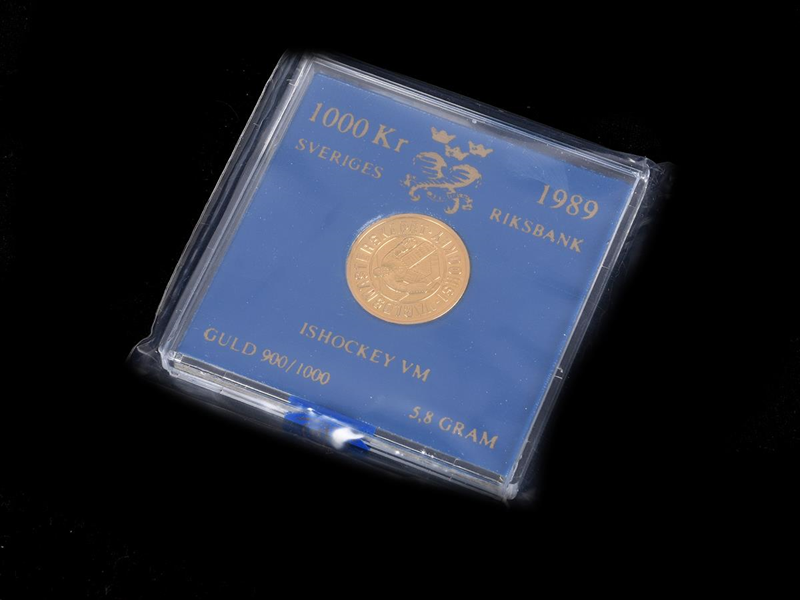 1000 Kr
1989
SVERIGES
RIKSBANK
ISHOCKEY VM
GULD 900/1000
5,8 GRAM